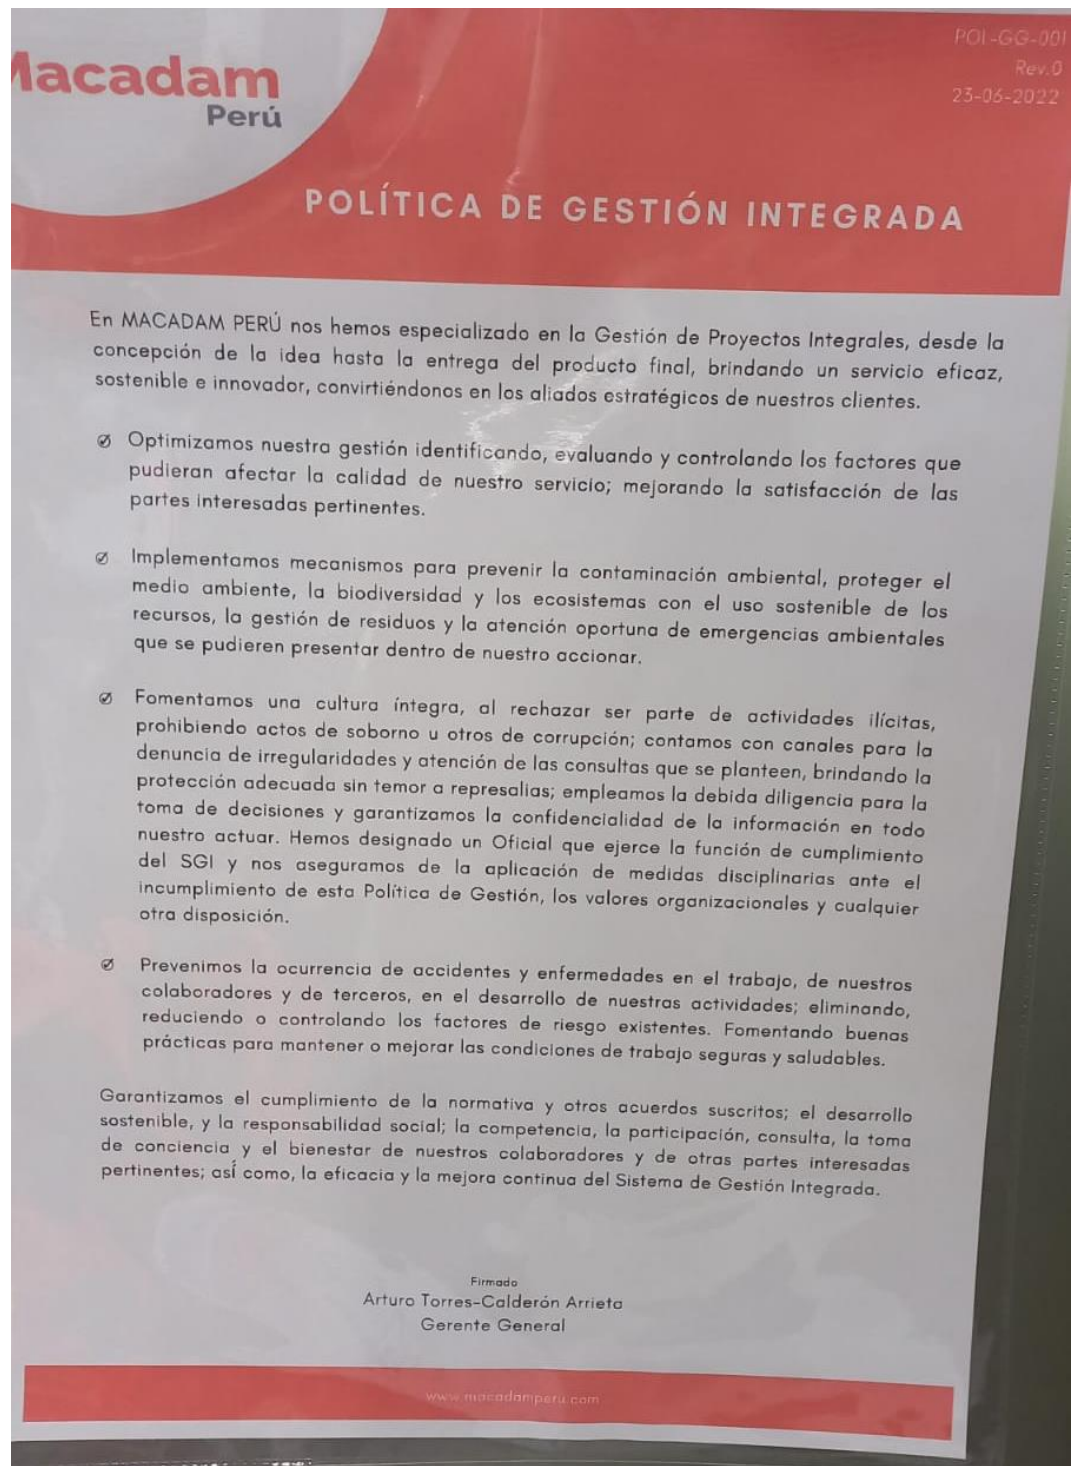 Macadam
Perú
POL-GG-001
Rev.0
23-06-2022
POLÍTICA DE GESTIÓN INTEGRADA
En MACADAM PERÚ nos hemos especializado en la Gestión de Proyectos Integrales, desde la
concepción de la idea hasta la entrega del producto final, brindando un servicio eficaz,
sostenible e innovador, convirtiéndonos en los aliados estratégicos de nuestros clientes.
Optimizamos nuestra gestión identificando, evaluando y controlando los factores que
pudieran afectar la calidad de nuestro servicio; mejorando la satisfacción de las
partes interesadas pertinentes.
Implementamos mecanismos para prevenir la contaminación ambiental, proteger el
medio ambiente, la biodiversidad y los ecosistemas con el uso sostenible de los
recursos, la gestión de residuos y la atención oportuna de emergencias ambientales
que se pudieren presentar dentro de nuestro accionar.
Fomentamos una cultura íntegra, al rechazar ser parte de actividades ilícitas,
prohibiendo actos de soborno u otros de corrupción; contamos con canales para la
denuncia de irregularidades y atención de las consultas que se planteen, brindando la
protección adecuada sin temor a represalias; empleamos la debida diligencia para la
toma de decisiones y garantizamos la confidencialidad de la información en todo
nuestro actuar. Hemos designado un Oficial que ejerce la función de cumplimiento
del SGI y nos aseguramos de la aplicación de medidas disciplinarias ante el
incumplimiento de esta Política de Gestión, los valores organizacionales y cualquier
otra disposición.
Prevenimos la ocurrencia de accidentes y enfermedades en el trabajo, de nuestros
colaboradores y de terceros, en el desarrollo de nuestras actividades; eliminando,
reduciendo o controlando los factores de riesgo existentes. Fomentando buenas
prácticas para mantener o mejorar las condiciones de trabajo seguras y saludables.
Garantizamos el cumplimiento de la normativa y otros acuerdos suscritos; el desarrollo
sostenible, y la responsabilidad social; la competencia, la participación, consulta, la toma
de conciencia y el bienestar de nuestros colaboradores y de otras partes interesadas
pertinentes; así como, la eficacia y la mejora continua del Sistema de Gestión Integrada.
Firmado
Arturo Torres-Calderón Arrieta
Gerente General
www.macadamperu.com